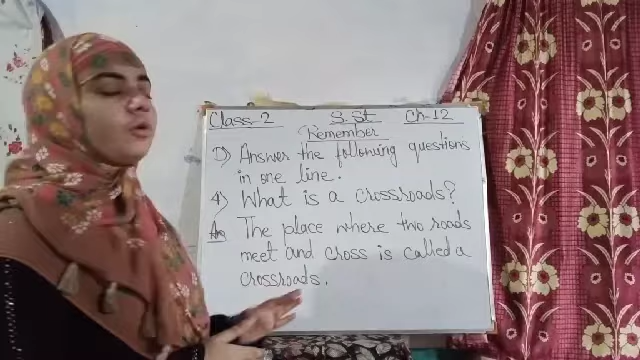 Class-2 S.St Ch-12
Remember
D) Answer the following questions
in one line.
4) What is a crossroads?
Ans The place where two roads
meet and cross is called a
crossroads.